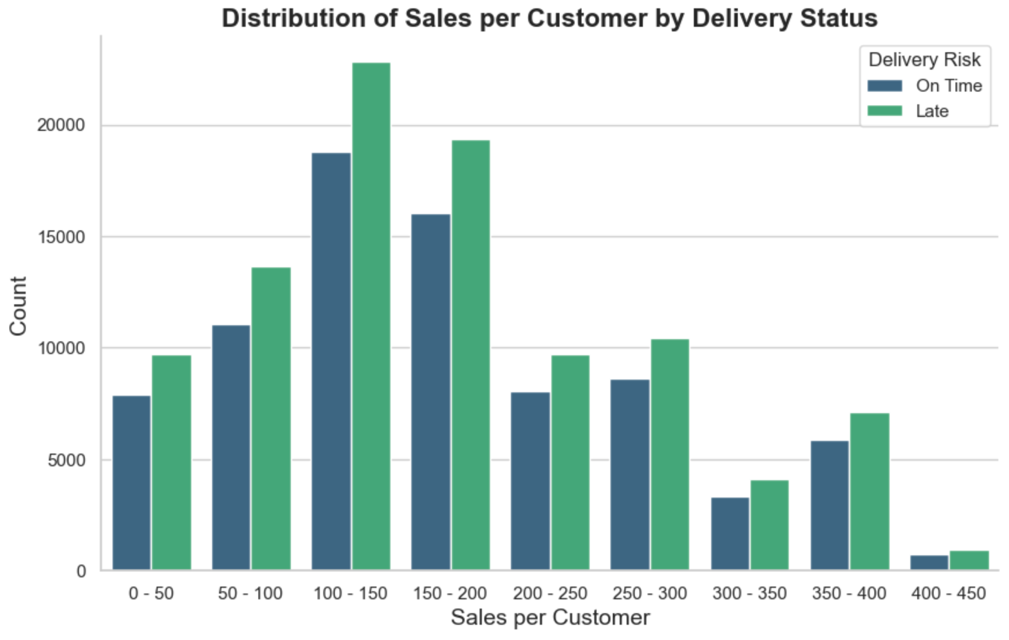 Distribution of Sales per Customer by Delivery Status
Delivery Risk
On Time
Late
Count
20000
15000
10000
5000
0
0 - 50
50 - 100
100 - 150
150 - 200
200 - 250
250 - 300
300 - 350
350 - 400
400 - 450
Sales per Customer